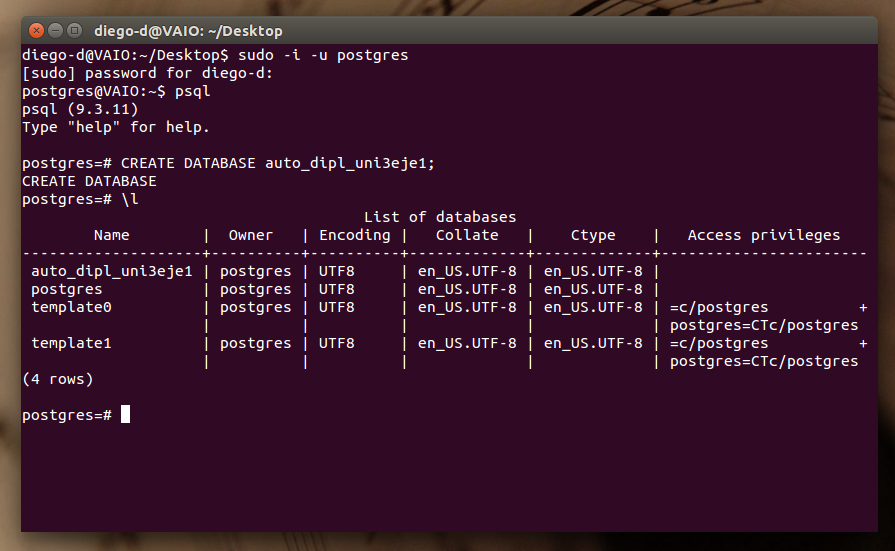 diego-d@VAIO: ~/Desktop
diego-d@VAIO:~/Desktop$ sudo -i -u postgres
[sudo] password for diego-d:
postgres@VAIO:~$ psql
psql (9.3.11)
Type "help" for help.

postgres=# CREATE DATABASE auto_dipl_uni3eje1;
CREATE DATABASE
postgres=# \l
                                      List of databases
        Name        |  Owner   | Encoding |   Collate   |    Ctype    |   Access privileges   
--------------------+----------+----------+-------------+-------------+-----------------------
 auto_dipl_uni3eje1 | postgres | UTF8     | en_US.UTF-8 | en_US.UTF-8 | 
 postgres           | postgres | UTF8     | en_US.UTF-8 | en_US.UTF-8 | 
 template0          | postgres | UTF8     | en_US.UTF-8 | en_US.UTF-8 | =c/postgres          +
                    |          |          |             |             | postgres=CTc/postgres
 template1          | postgres | UTF8     | en_US.UTF-8 | en_US.UTF-8 | =c/postgres          +
                    |          |          |             |             | postgres=CTc/postgres
(4 rows)

postgres=#